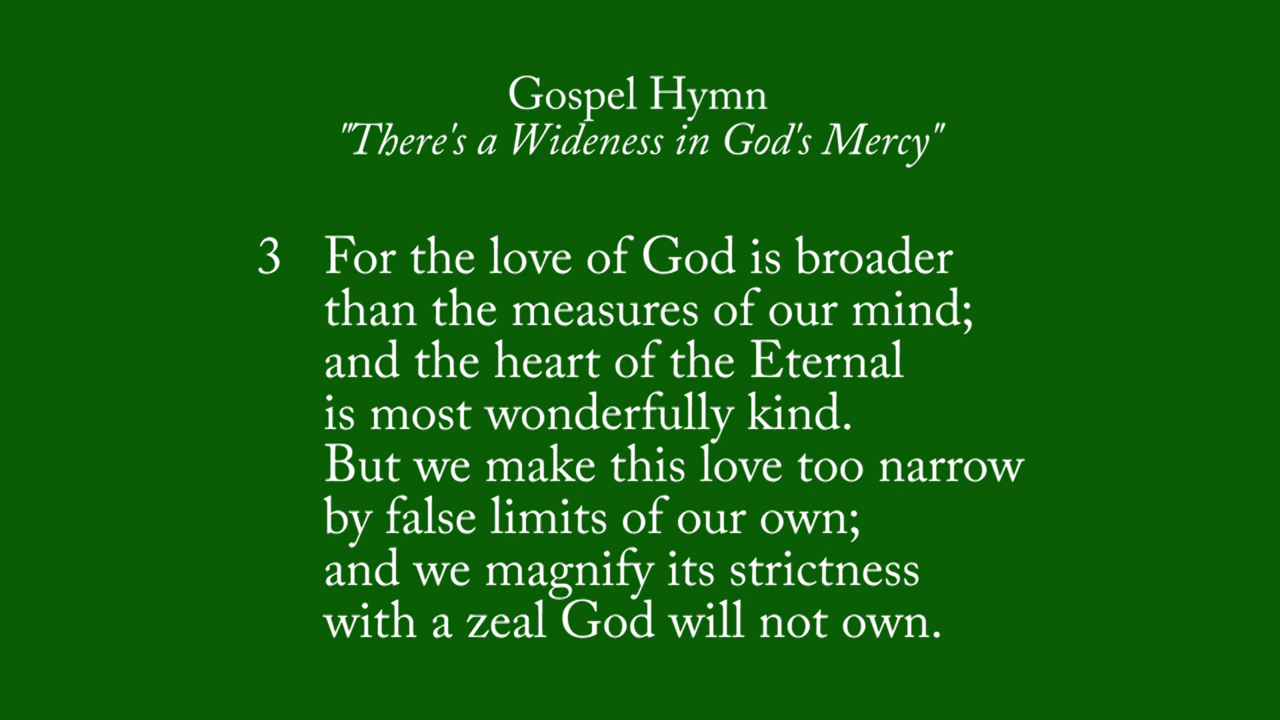 Gospel Hymn
"There's a Wideness in God's Mercy"
3 For the love of God is broader
than the measures of our mind;
and the heart of the Eternal
is most wonderfully kind.
But we make this love too narrow
by false limits of our own;
and we magnify its strictness
with a zeal God will not own.